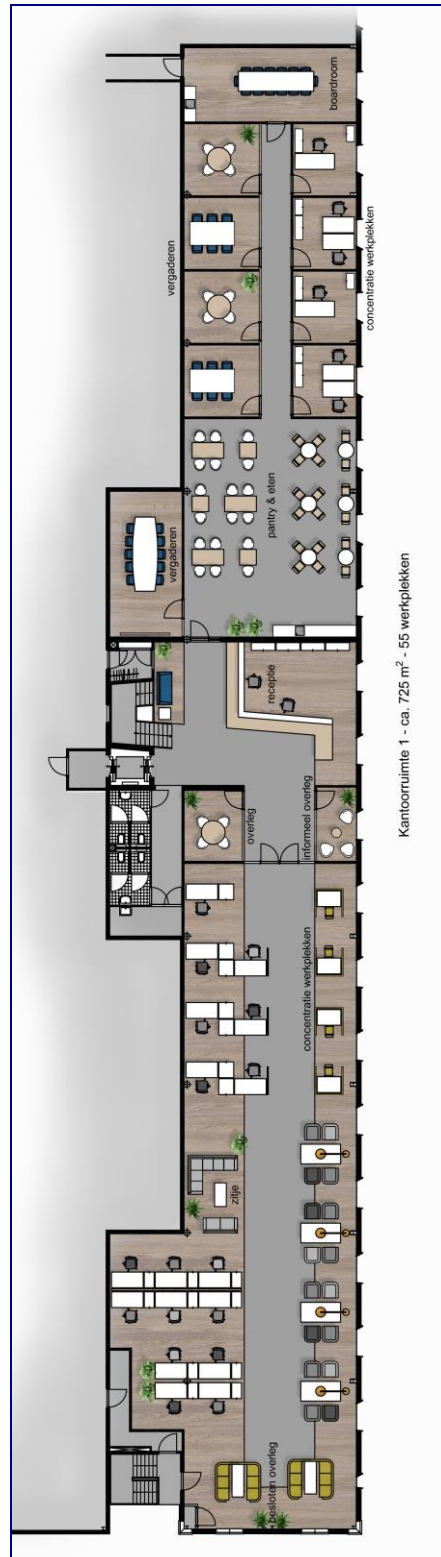 boardroom
vergaderen
concentratie werkplekken
pantry & eten
vergaderen
receptie
overleg
informeel overleg
concentratie werkplekken
zitje
besloten overleg
Kantoorruimte 1 - ca. 725 m² - 55 werkplekken